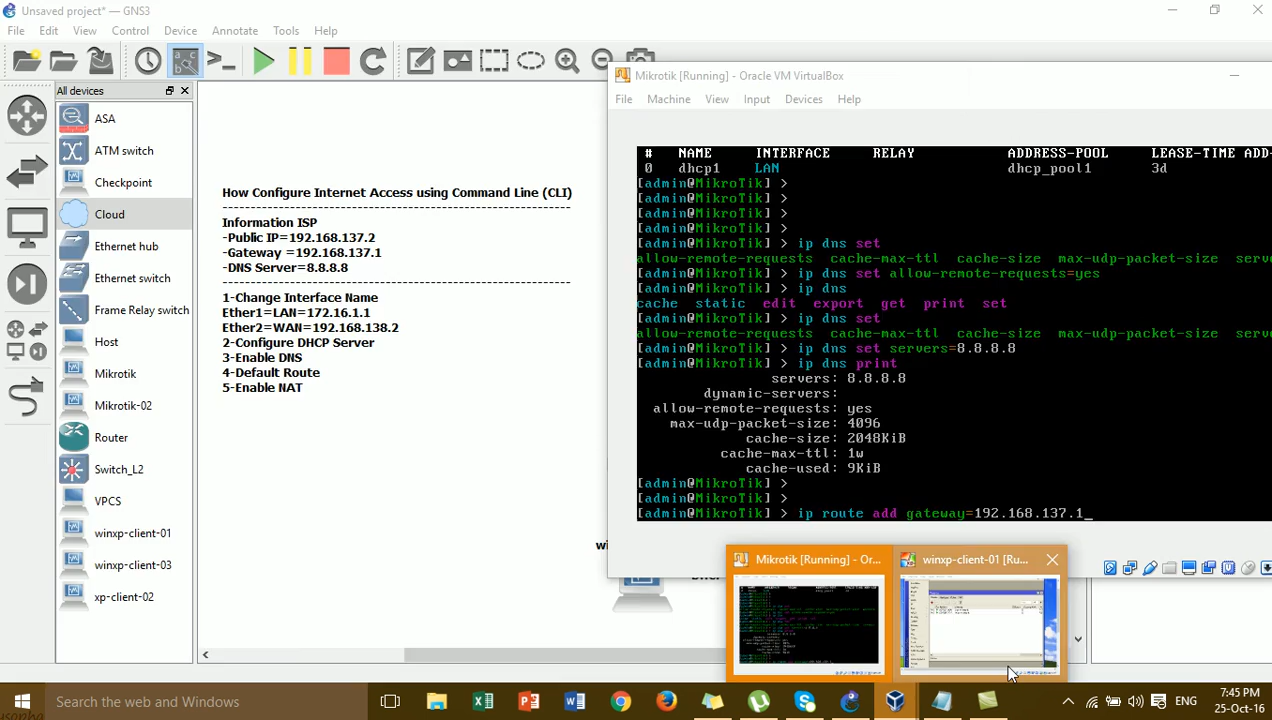 Unsaved project* — GNS3
File Edit View Control Device Annotate Tools Help
All devices
ASA
ATM switch
Checkpoint
Cloud
Ethernet hub
Ethernet switch
Frame Relay switch
Host
Mikrotik
Mikrotik-02
Router
Switch_L2
VPCS
winxp-client-01
winxp-client-03
xp-client-02
How Configure Internet Access using Command Line (CLI)
Information ISP
-Public IP=192.168.137.2
-Gateway =192.168.137.1
-DNS Server=8.8.8.8
1-Change Interface Name
Ether1=LAN=172.16.1.1
Ether2=WAN=192.168.138.2
2-Configure DHCP Server
3-Enable DNS
4-Default Route
5-Enable NAT
Mikrotik [Running] - Oracle VM VirtualBox
File Machine View Input Devices Help
# NAME INTERFACE RELAY ADDRESS-POOL LEASE-TIME ADD-
0 dhcp1 LAN dhcp_pool1 3d
[admin@MikroTik] >
[admin@MikroTik] >
[admin@MikroTik] >
[admin@MikroTik] >
[admin@MikroTik] > ip dns set
allow-remote-requests cache-max-ttl cache-size max-udp-packet-size serve
[admin@MikroTik] > ip dns set allow-remote-requests=yes
[admin@MikroTik] > ip dns
cache static edit export get print set
[admin@MikroTik] > ip dns set
allow-remote-requests cache-max-ttl cache-size max-udp-packet-size serve
[admin@MikroTik] > ip dns set servers=8.8.8.8
[admin@MikroTik] > ip dns print
servers: 8.8.8.8
dynamic-servers:
allow-remote-requests: yes
max-udp-packet-size: 4096
cache-size: 2048KiB
cache-max-ttl: 1w
cache-used: 9KiB
[admin@MikroTik] >
[admin@MikroTik] >
[admin@MikroTik] > ip route add gateway=192.168.137.1_
Mikrotik [Running] - Or...
winxp-client-01 [Ru...
Search the web and Windows
ENG
7:45 PM
25-Oct-16